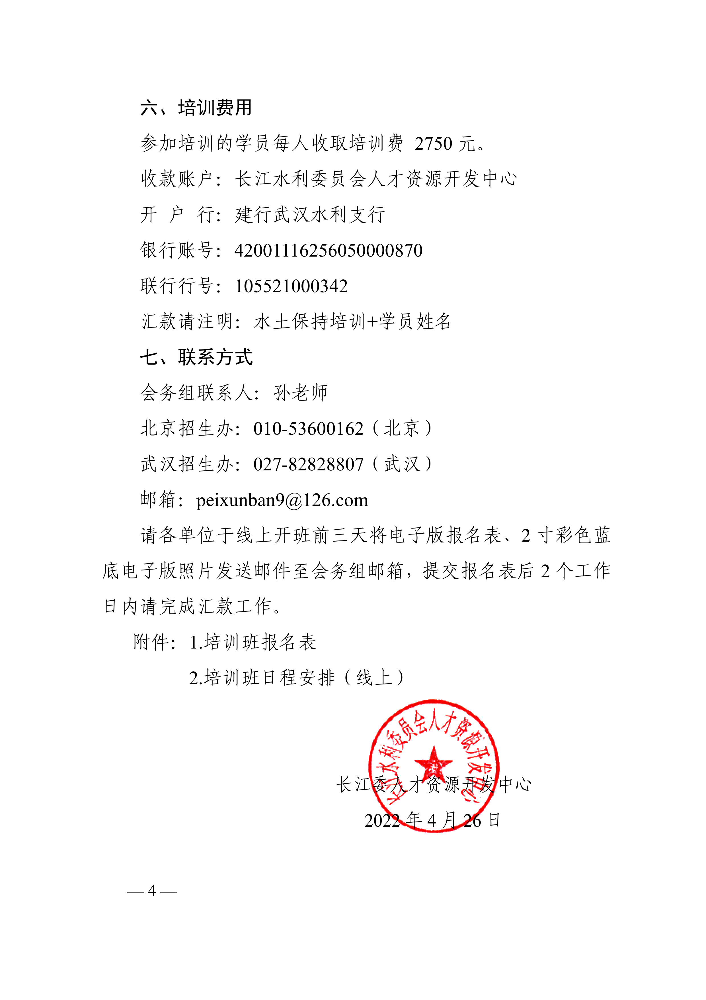 六、培训费用
参加培训的学员每人收取培训费 2750 元。
收款账户：长江水利委员会人才资源开发中心
开 户 行：建行武汉水利支行
银行账号：42001116256050000870
联行行号：105521000342
汇款请注明：水土保持培训+学员姓名
七、联系方式
会务组联系人：孙老师
北京招生办：010-53600162（北京）
武汉招生办：027-82828807（武汉）
邮箱：peixunban9@126.com
请各单位于线上开班前三天将电子版报名表、2 寸彩色蓝
底电子版照片发送邮件至会务组邮箱，提交报名表后 2 个工作
日内请完成汇款工作。
附件：1.培训班报名表
2.培训班日程安排（线上）
长江水利委员会人才资源开发中心
长江委人才资源开发中心
2022 年 4 月 26 日
— 4 —